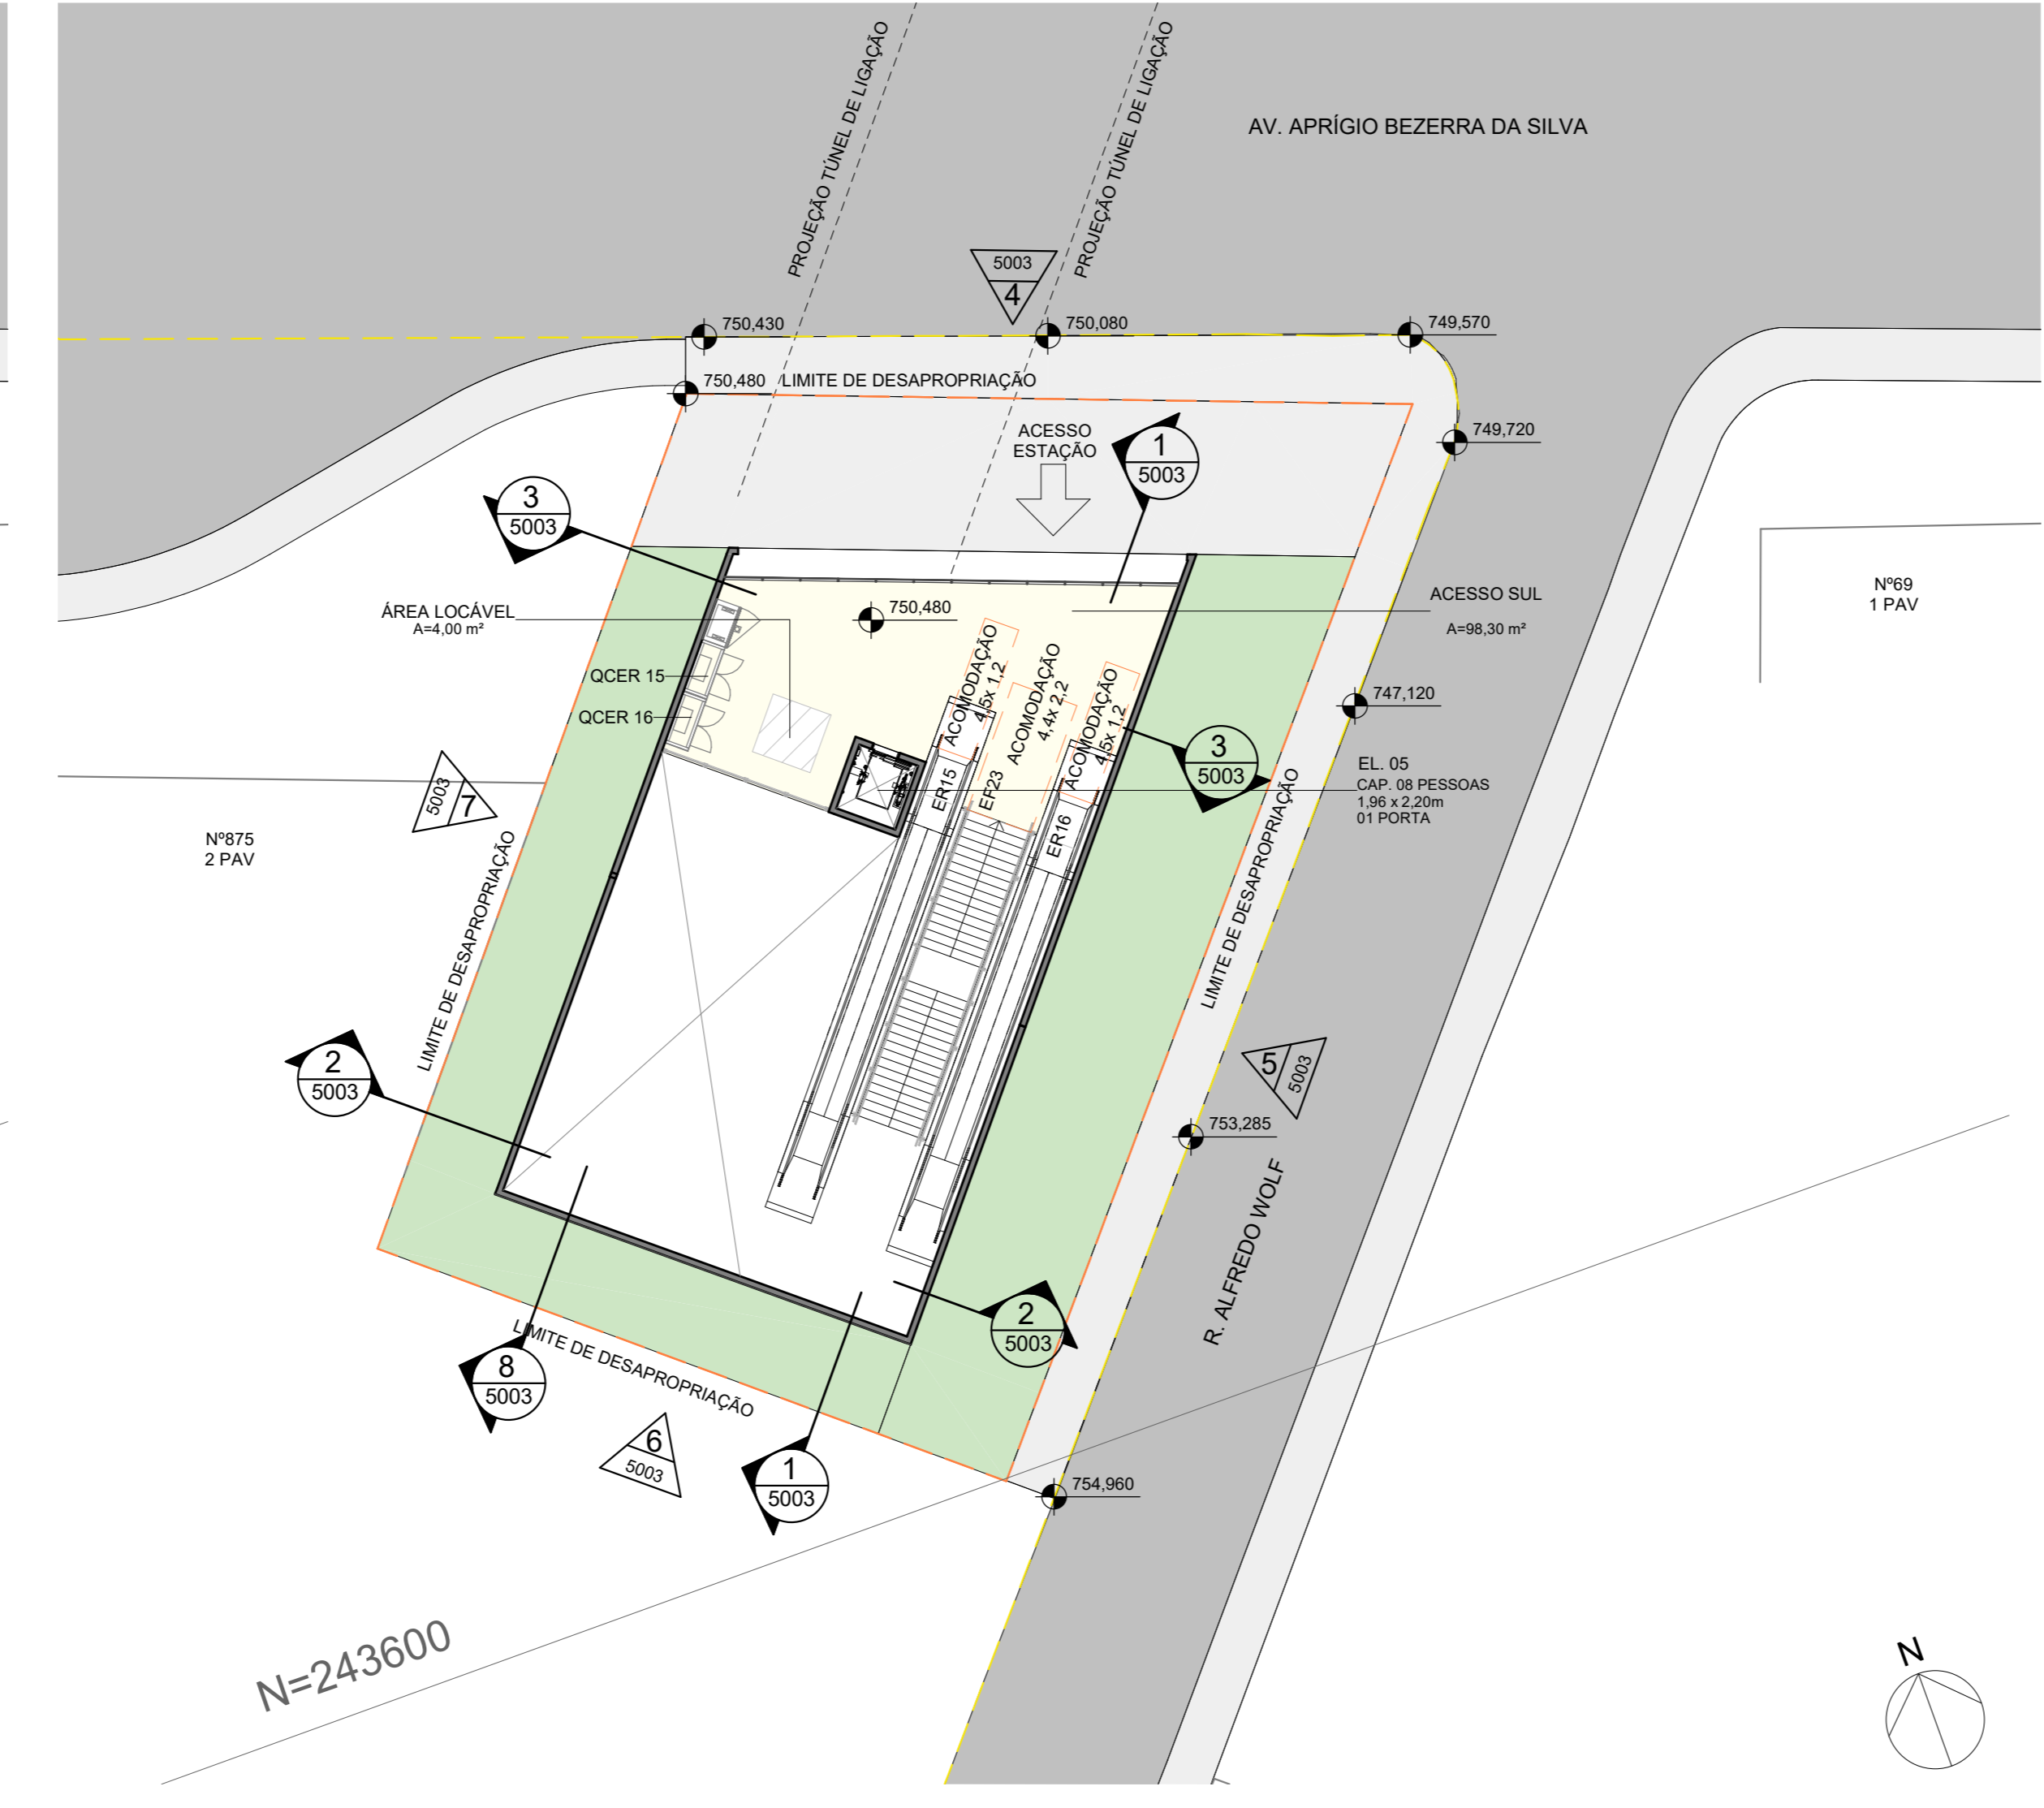 PROJEÇÃO TÚNEL DE LIGAÇÃO
PROJEÇÃO TÚNEL DE LIGAÇÃO
AV. APRÍGIO BEZERRA DA SILVA
5003
4
750,430
750,080
749,570
750,480
LIMITE DE DESAPROPRIAÇÃO
749,720
ACESSO
ESTAÇÃO
1
5003
3
5003
ÁREA LOCÁVEL
A=4,00 m²
750,480
ACESSO SUL
A=98,30 m²
Nº69
1 PAV
QCER 15
QCER 16
ACOMODAÇÃO
4,5x 1,2
ACOMODAÇÃO
4,4x 2,2
ACOMODAÇÃO
4,5x 1,2
747,120
3
5003
EL. 05
CAP. 08 PESSOAS
1,96 x 2,20m
01 PORTA
ER15
EF23
ER16
5003
7
Nº875
2 PAV
LIMITE DE DESAPROPRIAÇÃO
LIMITE DE DESAPROPRIAÇÃO
2
5003
5
5003
753,285
R. ALFREDO WOLF
2
5003
LIMITE DE DESAPROPRIAÇÃO
8
5003
6
5003
1
5003
754,960
N=243600
N